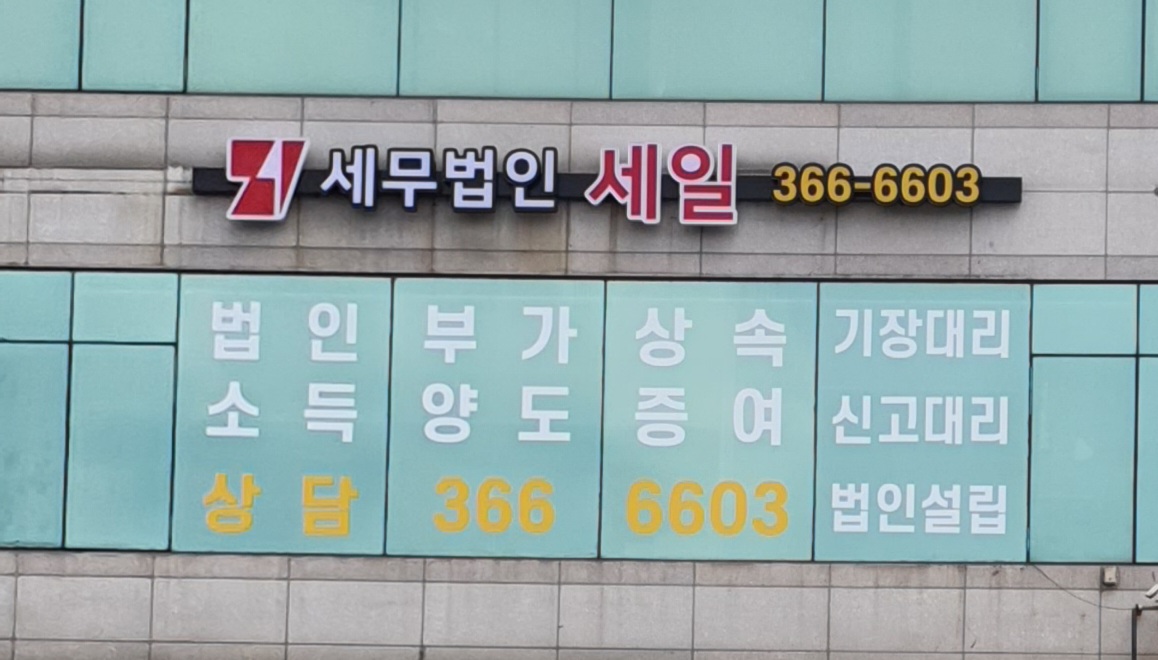 세무법인 세일 366-6603
법인 부가 상속 기장대리
소득 양도 증여 신고대리
상담 366 6603 법인설립